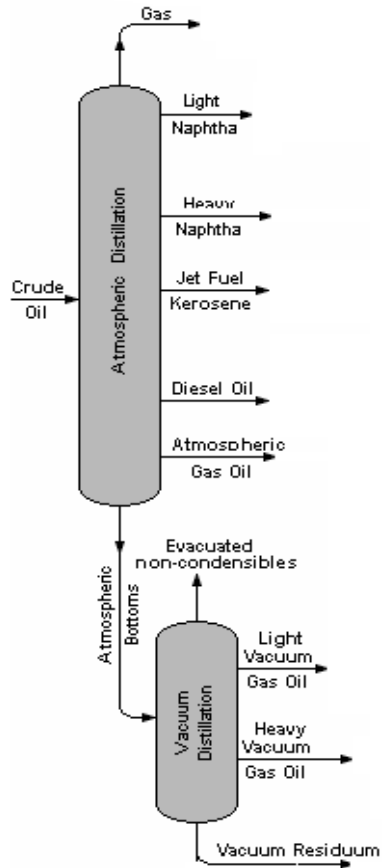 Gas
Light
Naphtha
Heavy
Naphtha
Jet Fuel
Kerosene
Crude
Oil
Atmospheric Distillation
Diesel Oil
Atmospheric
Gas Oil
Atmospheric
Bottoms
Evacuated
non-condensibles
Light
Vacuum
Gas Oil
Vacuum
Distillation
Heavy
Vacuum
Gas Oil
Vacuum Residuum